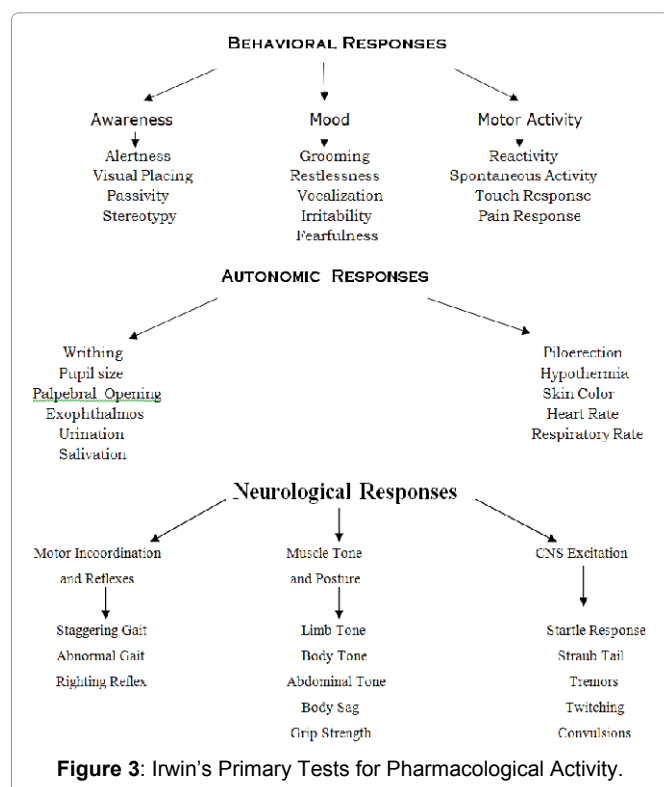 BEHAVIORAL RESPONSES
Awareness
Alertness
Visual Placing
Passivity
Stereotypy
Mood
Grooming
Restlessness
Vocalization
Irritability
Fearfulness
Motor Activity
Reactivity
Spontaneous Activity
Touch Response
Pain Response
AUTONOMIC RESPONSES
Writhing
Pupil size
Palpebral Opening
Exophthalmos
Urination
Salivation
Piloerection
Hypothermia
Skin Color
Heart Rate
Respiratory Rate
Neurological Responses
Motor Incoordination
and Reflexes
Staggering Gait
Abnormal Gait
Righting Reflex
Muscle Tone
and Posture
Limb Tone
Body Tone
Abdominal Tone
Body Sag
Grip Strength
CNS Excitation
Startle Response
Straub Tail
Tremors
Twitching
Convulsions
Figure 3: Irwin's Primary Tests for Pharmacological Activity.